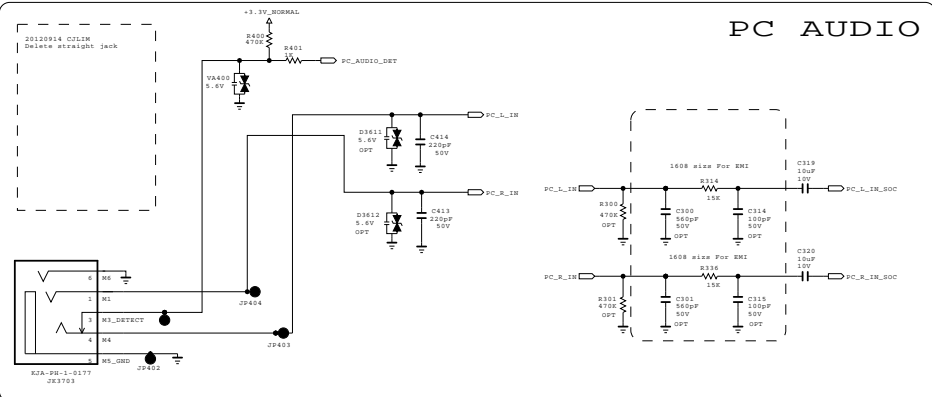 PC AUDIO
20120914 CJLIM
Delete straight jack
+3.3V_NORMAL
R400
470K
R401
1K
PC_AUDIO_DET
VA400
5.6V
PC_L_IN
D3611
5.6V
OPT
C414
220pF
50V
PC_R_IN
D3612
5.6V
OPT
C413
220pF
50V
6 M6
1 M1
3 M3_DETECT
4 M4
5 M5_GND
JP404
JP403
JP402
KJA-PH-1-0177
JK3703
1608 sizs For EMI
PC_L_IN
R300
470K
OPT
C300
560pF
50V
OPT
R314
15K
C314
100pF
50V
OPT
C319
10uF
10V
PC_L_IN_SOC
1608 sizs For EMI
PC_R_IN
R301
470K
OPT
C301
560pF
50V
OPT
R336
15K
C315
100pF
50V
OPT
C320
10uF
10V
PC_R_IN_SOC